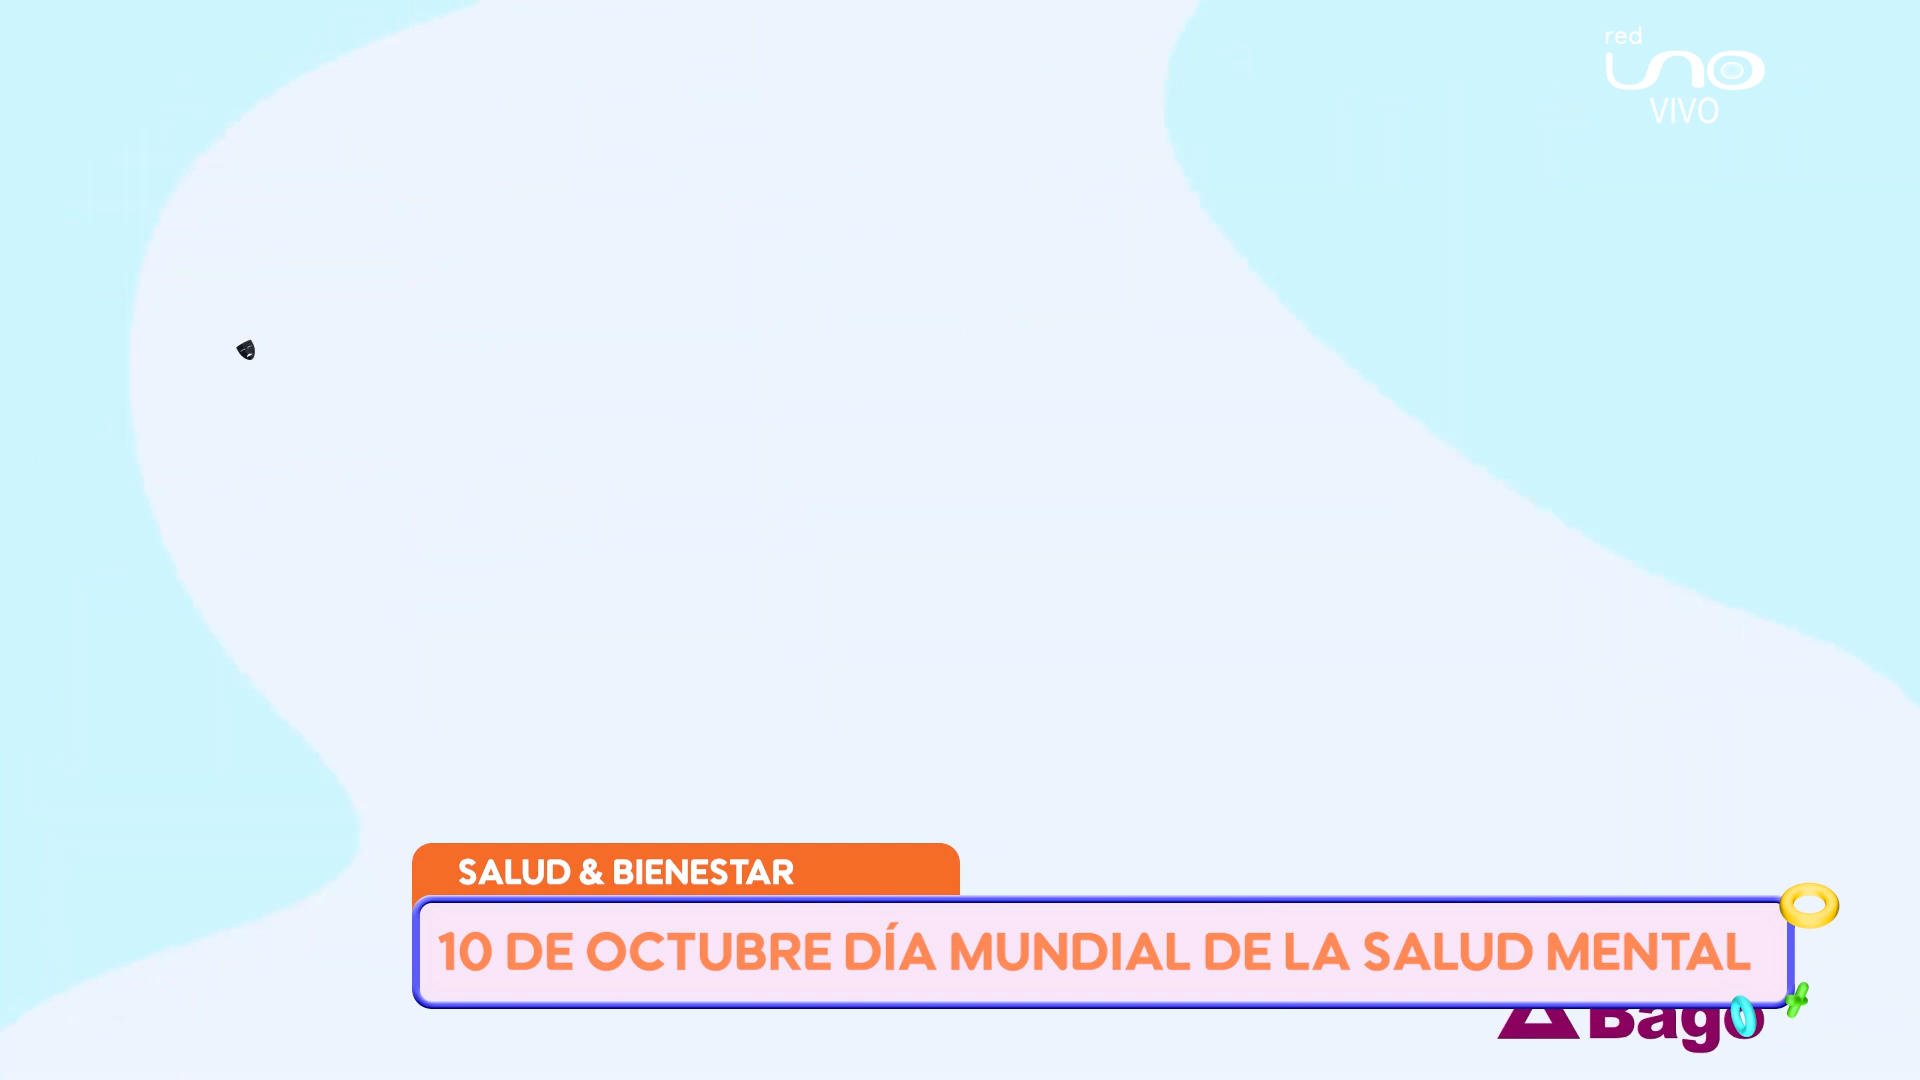 red
uno
VIVO
SALUD & BIENESTAR
10 DE OCTUBRE DÍA MUNDIAL DE LA SALUD MENTAL
Bagó